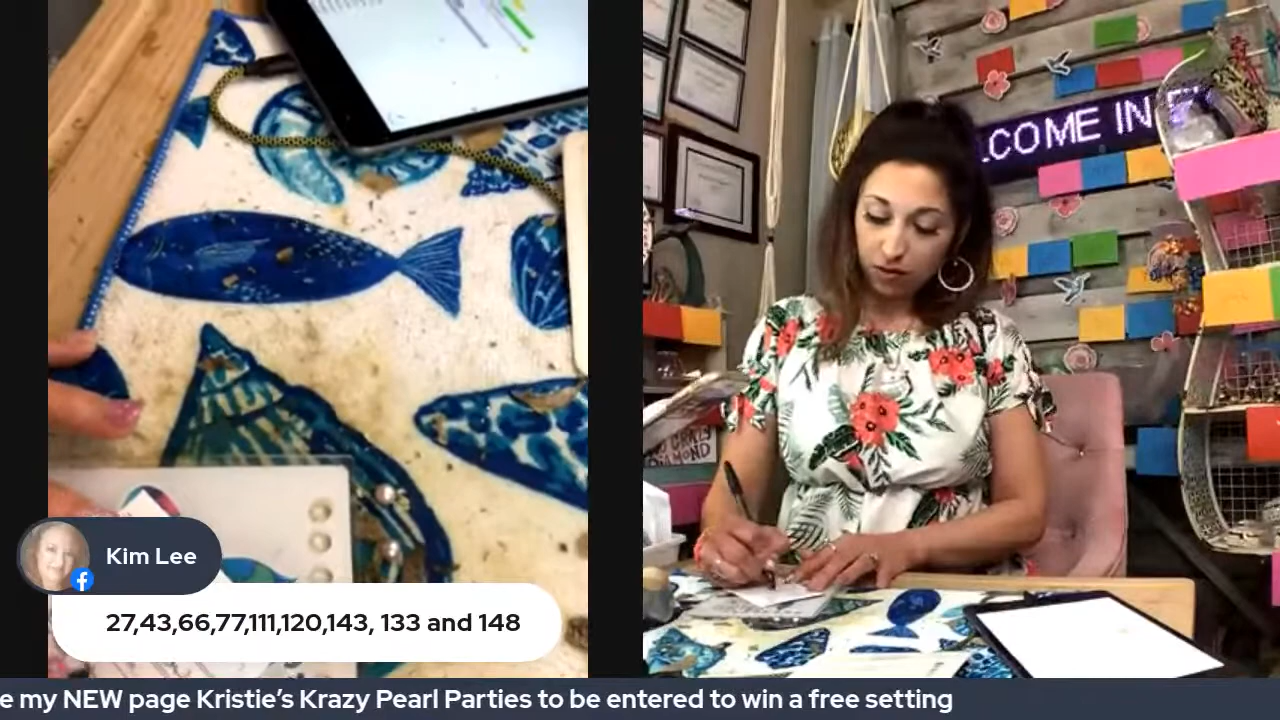 COME IN
Kim Lee
27,43,66,77,111,120,143, 133 and 148
e my NEW page Kristie's Krazy Pearl Parties to be entered to win a free setting